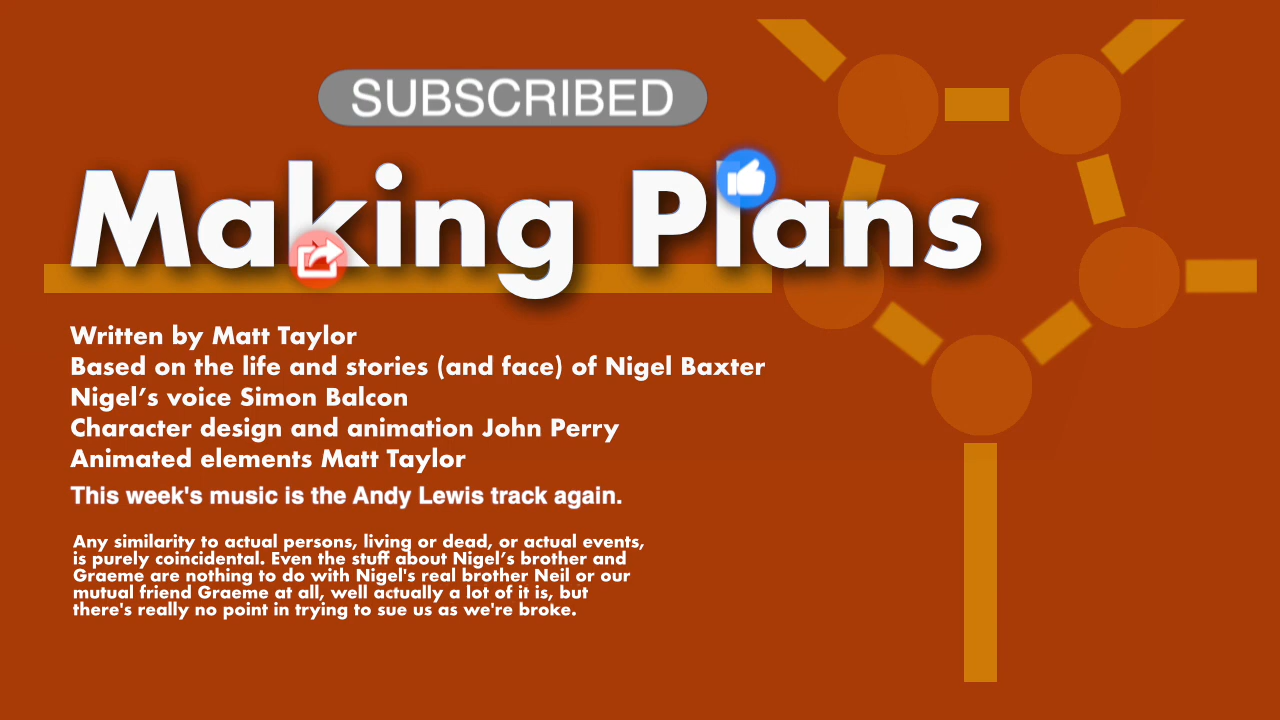 SUBSCRIBED
Making Plans
Written by Matt Taylor
Based on the life and stories (and face) of Nigel Baxter
Nigel’s voice Simon Balcon
Character design and animation John Perry
Animated elements Matt Taylor
This week's music is the Andy Lewis track again.
Any similarity to actual persons, living or dead, or actual events,
is purely coincidental. Even the stuff about Nigel’s brother and
Graeme are nothing to do with Nigel's real brother Neil or our
mutual friend Graeme at all, well actually a lot of it is, but
there's really no point in trying to sue us as we're broke.